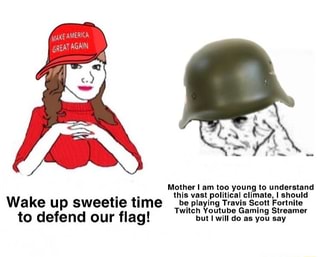 MAKE AMERICA
GREAT AGAIN
Wake up sweetie time
to defend our flag!
Mother I am too young to understand
this vast political climate, I should
be playing Travis Scott Fortnite
Twitch Youtube Gaming Streamer
but I will do as you say